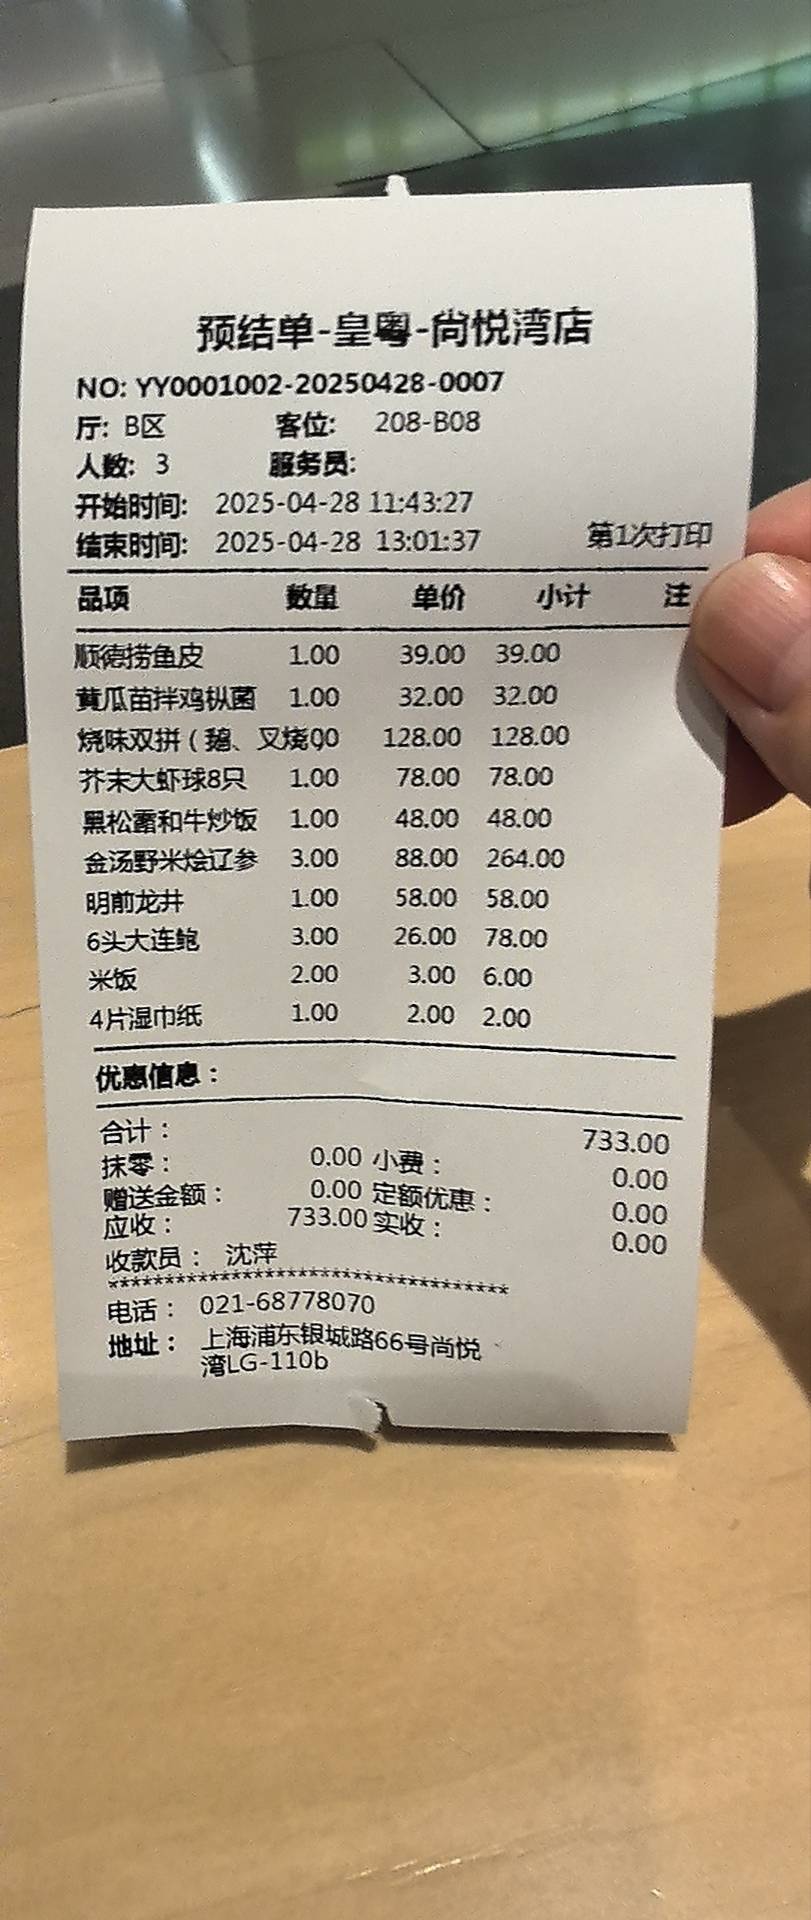 预结单-皇粤-尚悦湾店
NO: YY0001002-20250428-0007
厅: B区 客位: 208-B08
人数: 3 服务员:
开始时间: 2025-04-28 11:43:27
结束时间: 2025-04-28 13:01:37 第1次打印
品项 数量 单价 小计 注
顺德捞鱼皮 1.00 39.00 39.00
黄瓜苗拌鸡枞菌 1.00 32.00 32.00
烧味双拼（鹅、叉烧00 128.00 128.00
芥末大虾球8只 1.00 78.00 78.00
黑松露和牛炒饭 1.00 48.00 48.00
金汤野米烩辽参 3.00 88.00 264.00
明前龙井 1.00 58.00 58.00
6头大连鲍 3.00 26.00 78.00
米饭 2.00 3.00 6.00
4片湿巾纸 1.00 2.00 2.00
优惠信息：
合计： 733.00
抹零： 0.00 小费： 0.00
赠送金额： 0.00 定额优惠： 0.00
应收： 733.00 实收： 0.00
收款员： 沈萍
**************************************
电话： 021-68778070
地址： 上海浦东银城路66号尚悦
湾LG-110b